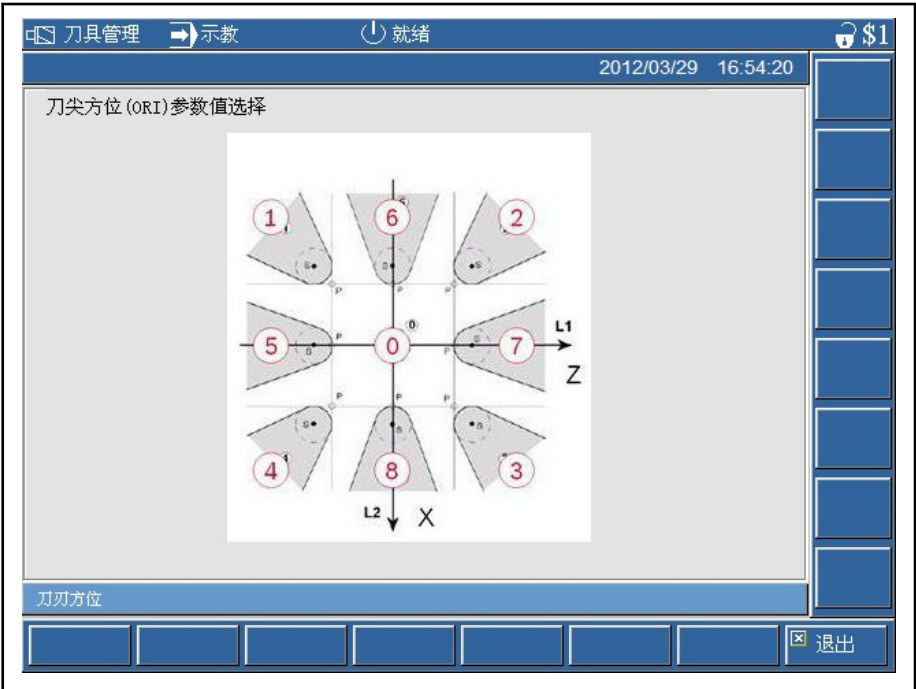 刀具管理 示教 就绪 $1
2012/03/29 16:54:20
刀尖方位(ORI)参数值选择
1 6 2
S S S
P P P
0
L1
5 S P 0 P S 7
Z
P P P
S S S
4 8 3
L2 X
刀刃方位
退出